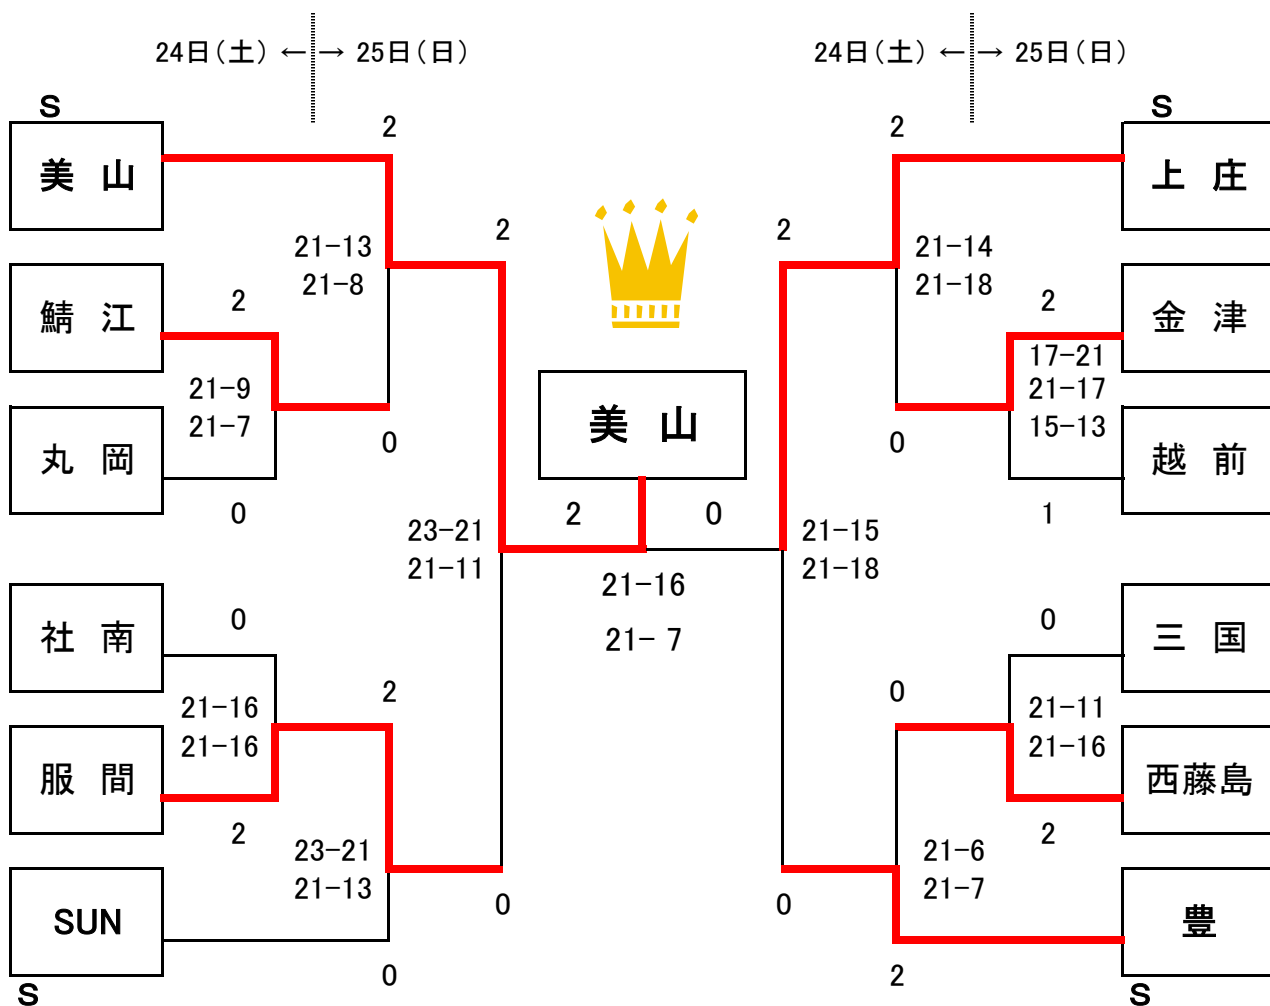 24日(土) ← → 25日(日)
24日(土) ← → 25日(日)
S
S
2
2
美 山
上 庄
2
2
21-13
21-8
21-14
21-18
鯖 江
2
2
金 津
17-21
21-17
15-13
21-9
21-7
美 山
丸 岡
0
0
越 前
0
2
0
1
23-21
21-11
21-15
21-18
21-16
21- 7
社 南
0
0
三 国
2
0
21-16
21-16
21-11
21-16
服 間
西藤島
2
2
23-21
21-13
21-6
21-7
SUN
0
0
豊
0
2
S
S